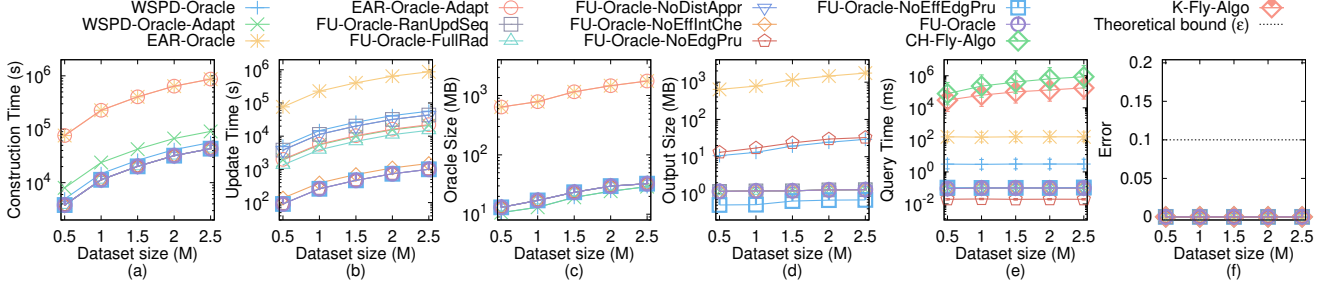 WSPD-Oracle
WSPD-Oracle-Adapt
EAR-Oracle
EAR-Oracle-Adapt
FU-Oracle-RanUpdSeq
FU-Oracle-FullRad
FU-Oracle-NoDistAppr
FU-Oracle-NoEffIntChe
FU-Oracle-NoEdgPru
FU-Oracle-NoEffEdgPru
FU-Oracle
CH-Fly-Algo
K-Fly-Algo
Theoretical bound (ε)
Construction Time (s)
10^6
10^5
10^4
0.5 1 1.5 2 2.5
Dataset size (M)
(a)
Update Time (s)
10^6
10^5
10^4
10^3
10^2
0.5 1 1.5 2 2.5
Dataset size (M)
(b)
Oracle Size (MB)
10^3
10^2
10^1
0.5 1 1.5 2 2.5
Dataset size (M)
(c)
Output Size (MB)
10^3
10^2
10^1
10^0
0.5 1 1.5 2 2.5
Dataset size (M)
(d)
Query Time (ms)
10^6
10^4
10^2
10^0
10^-2
0.5 1 1.5 2 2.5
Dataset size (M)
(e)
Error
0.2
0.15
0.1
0.05
0
0.5 1 1.5 2 2.5
Dataset size (M)
(f)